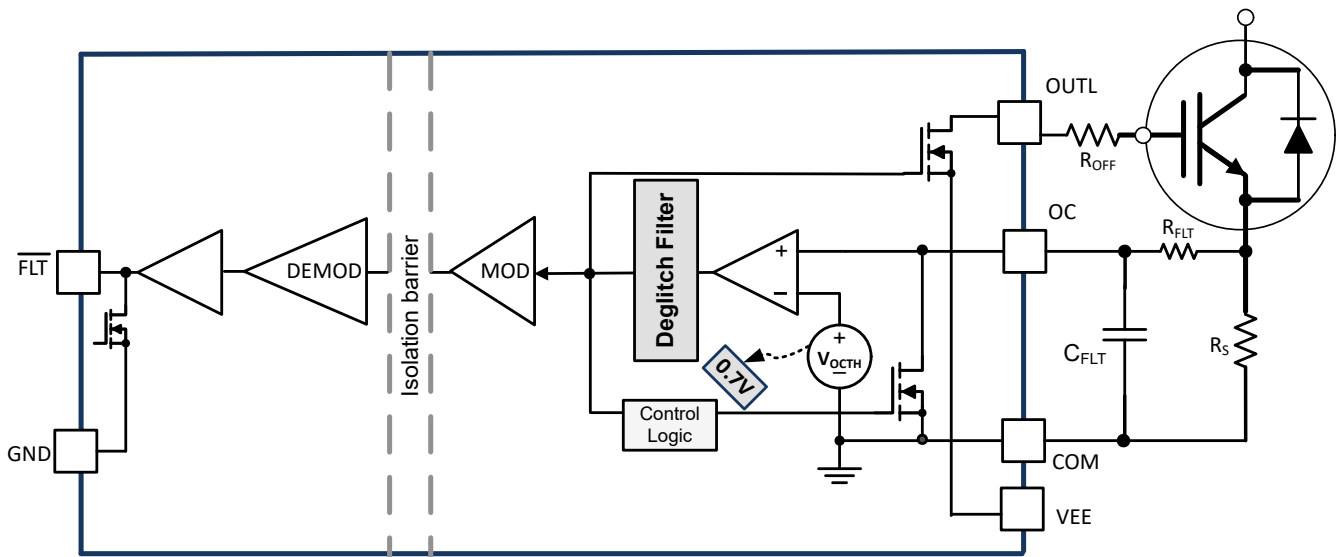 OUTL
R_OFF
OC
R_FLT
FLT
DEMOD
Isolation barrier
MOD
Deglitch Filter
+
−
+
V_OCTH
−
0.7V
C_FLT
R_S
Control
Logic
GND
COM
VEE